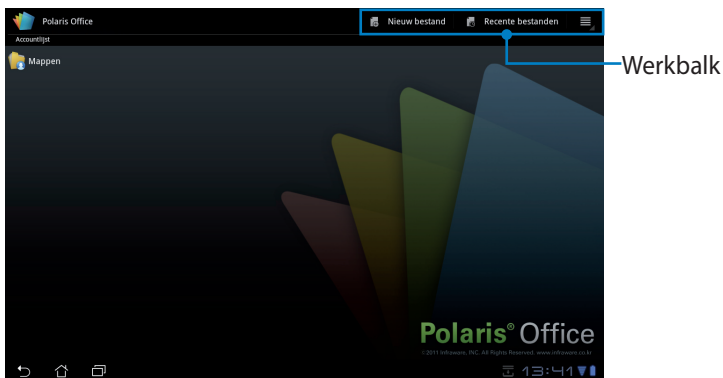 Polaris Office
Nieuw bestand
Recente bestanden
Accountlijst
Mappen
Werkbalk
Polaris® Office
©2011 Infraware, INC. All Rights Reserved. www.infraware.co.kr
13:41